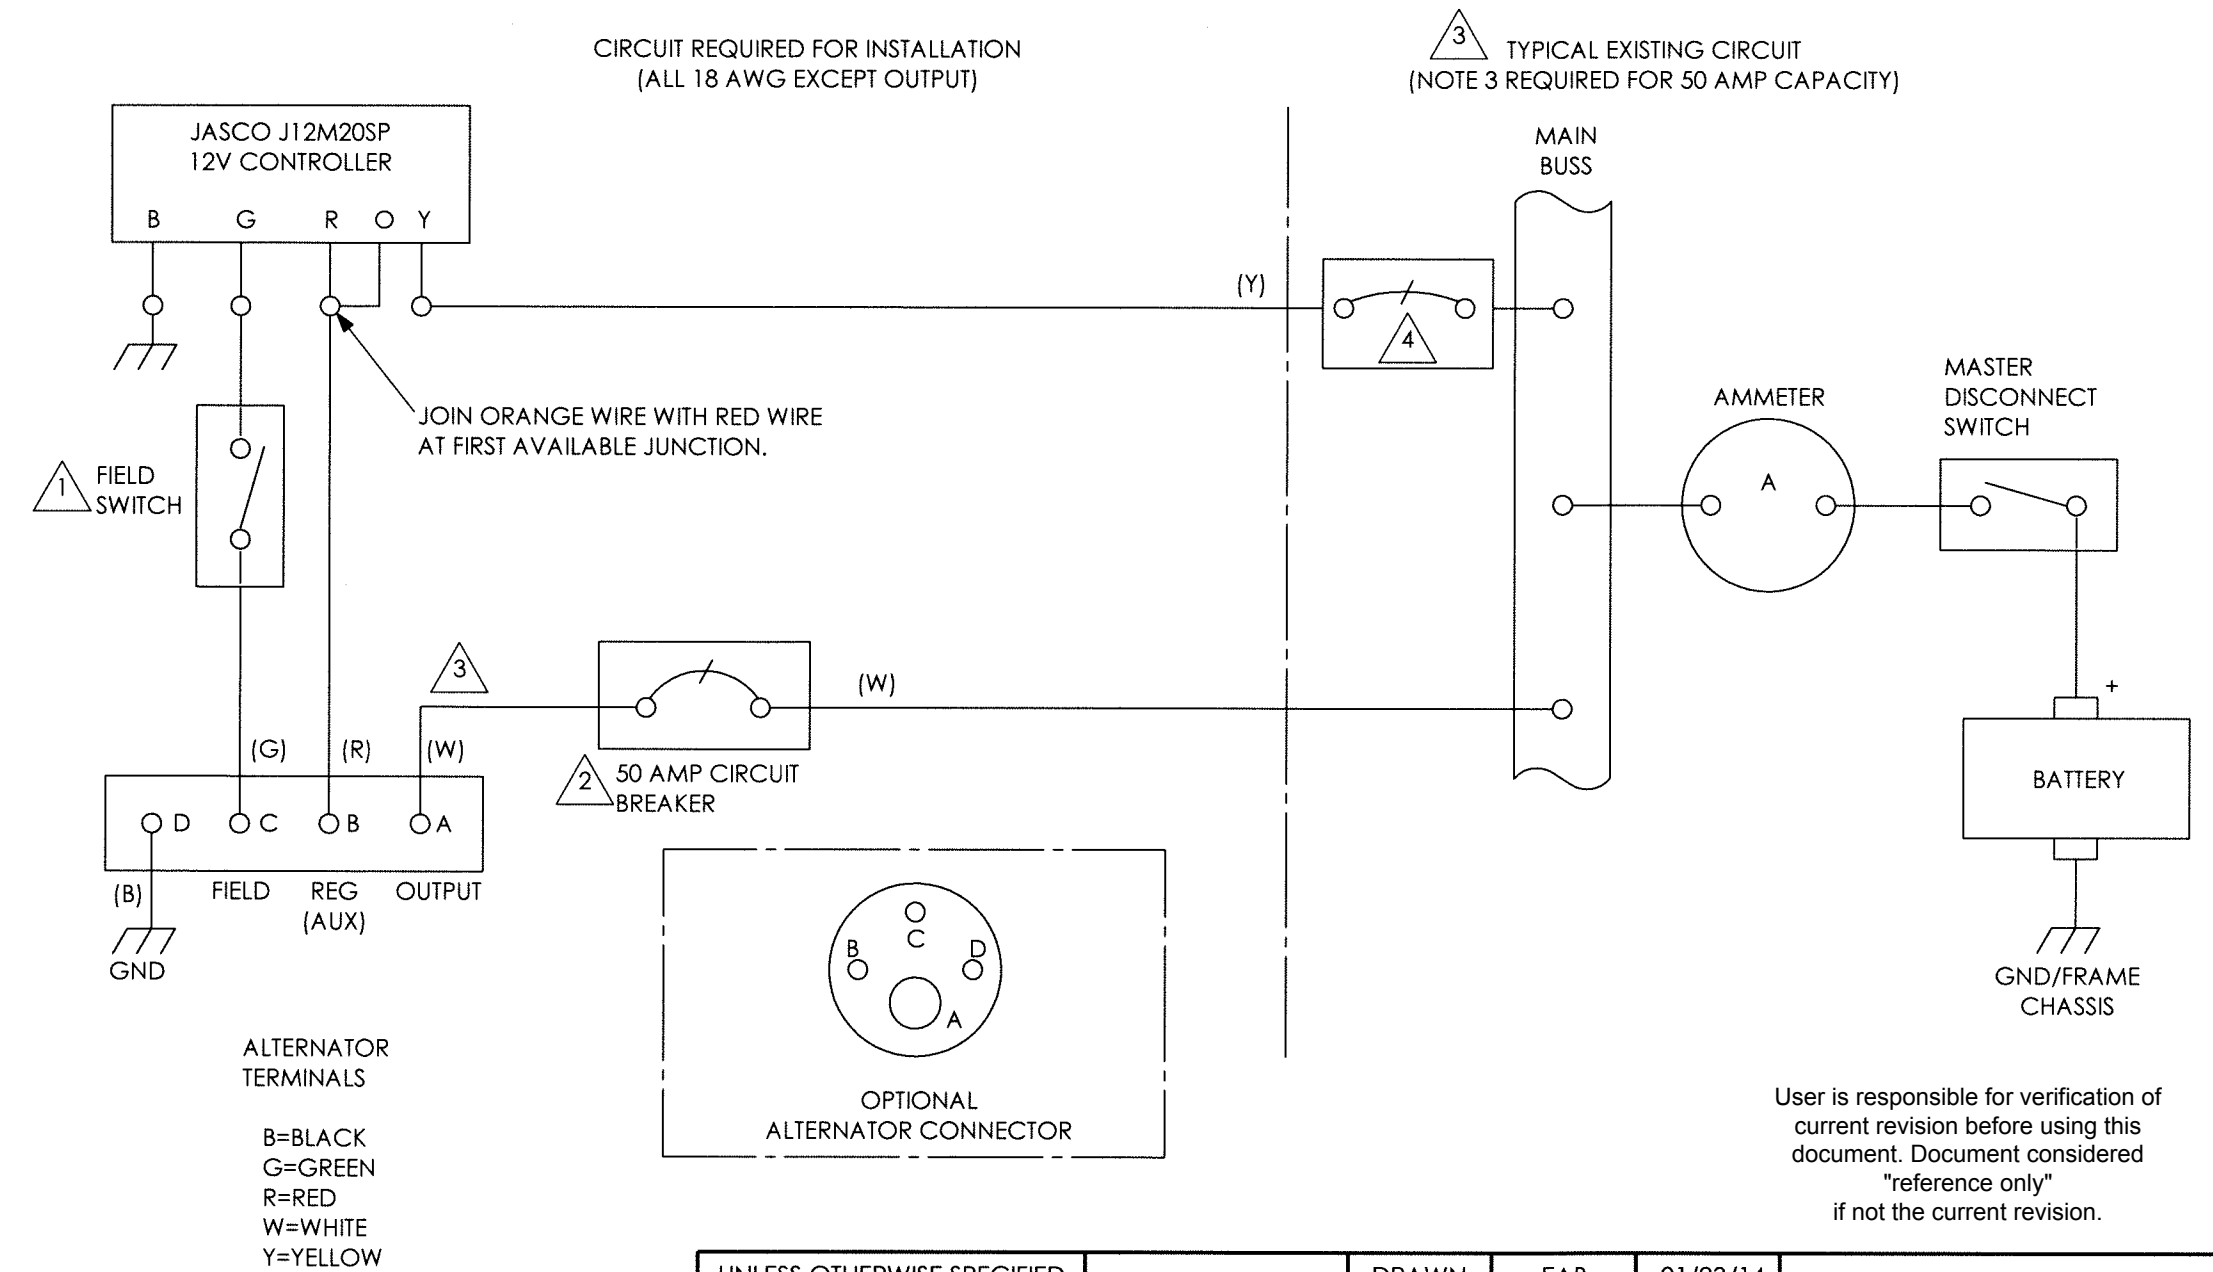 CIRCUIT REQUIRED FOR INSTALLATION
(ALL 18 AWG EXCEPT OUTPUT)
3
TYPICAL EXISTING CIRCUIT
(NOTE 3 REQUIRED FOR 50 AMP CAPACITY)
JASCO J12M20SP
12V CONTROLLER
B G R O Y
MAIN
BUSS
(Y)
4
JOIN ORANGE WIRE WITH RED WIRE
AT FIRST AVAILABLE JUNCTION.
AMMETER
A
MASTER
DISCONNECT
SWITCH
1
FIELD
SWITCH
3
(W)
2
50 AMP CIRCUIT
BREAKER
(G) (R) (W)
D C B A
(B)
FIELD
REG
(AUX)
OUTPUT
GND
+
BATTERY
GND/FRAME
CHASSIS
C
B
D
A
OPTIONAL
ALTERNATOR CONNECTOR
ALTERNATOR
TERMINALS
B=BLACK
G=GREEN
R=RED
W=WHITE
Y=YELLOW
User is responsible for verification of
current revision before using this
document. Document considered
"reference only"
if not the current revision.
UNLESS OTHERWISE SPECIFIED
DRAWN